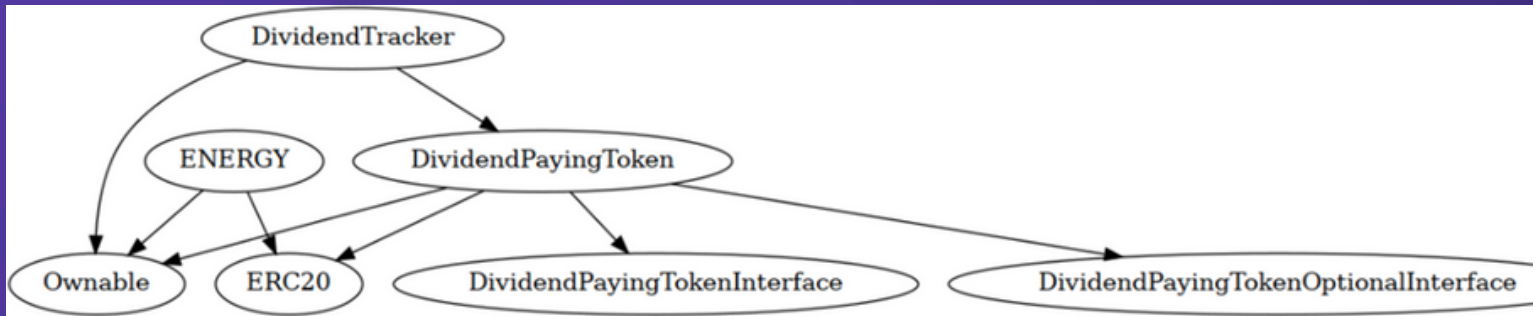 DividendTracker
ENERGY
DividendPayingToken
Ownable
ERC20
DividendPayingTokenInterface
DividendPayingTokenOptionalInterface